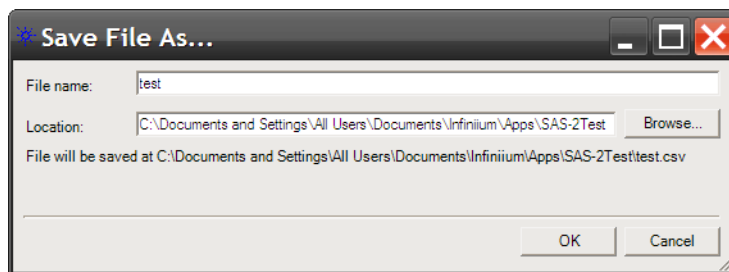 Save File As...
File name: test
Location: C:\Documents and Settings\All Users\Documents\Infiniium\Apps\SAS-2Test Browse...
File will be saved at C:\Documents and Settings\All Users\Documents\Infiniium\Apps\SAS-2Test\test.csv
OK Cancel